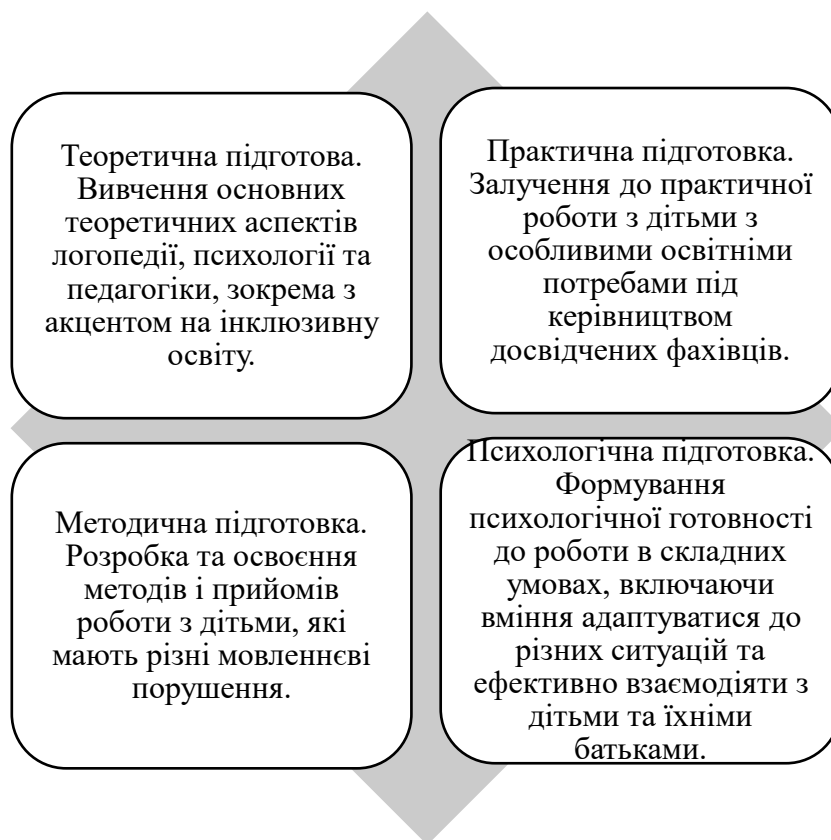 Теоретична підготова.
Вивчення основних
теоретичних аспектів
логопедії, психології та
педагогіки, зокрема з
акцентом на інклюзивну
освіту.
Практична підготовка.
Залучення до практичної
роботи з дітьми з
особливими освітніми
потребами під
керівництвом
досвідчених фахівців.
Методична підготовка.
Розробка та освоєння
методів і прийомів
роботи з дітьми, які
мають різні мовленнєві
порушення.
Психологічна підготовка.
Формування
психологічної готовності
до роботи в складних
умовах, включаючи
вміння адаптуватися до
різних ситуацій та
ефективно взаємодіяти з
дітьми та їхніми
батьками.